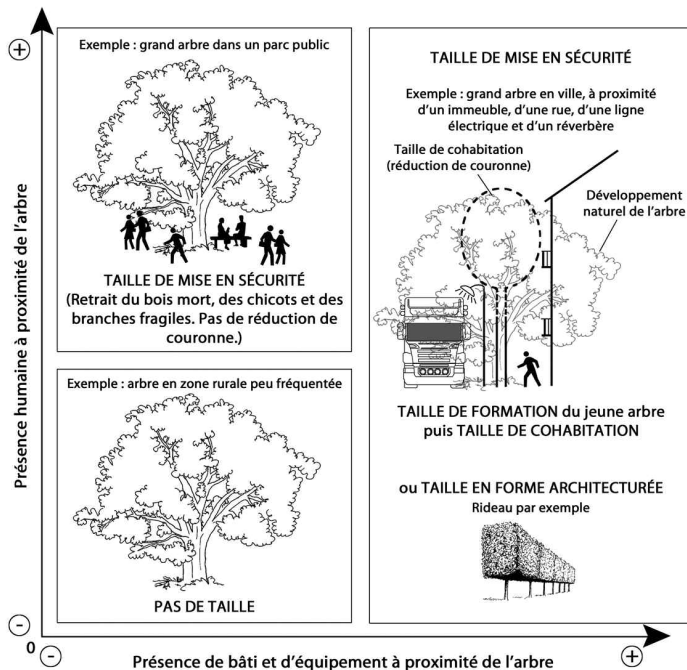 Présence humaine à proximité de l'arbre
+
-
0
Exemple : grand arbre dans un parc public
TAILLE DE MISE EN SÉCURITÉ
(Retrait du bois mort, des chicots et des
branches fragiles. Pas de réduction de
couronne.)
Exemple : arbre en zone rurale peu fréquentée
PAS DE TAILLE
TAILLE DE MISE EN SÉCURITÉ
Exemple : grand arbre en ville, à proximité
d'un immeuble, d'une rue, d'une ligne
électrique et d'un réverbère
Taille de cohabitation
(réduction de couronne)
Développement
naturel de l'arbre
TAILLE DE FORMATION du jeune arbre
puis TAILLE DE COHABITATION
ou TAILLE EN FORME ARCHITECTURÉE
Rideau par exemple
-
+
Présence de bâti et d'équipement à proximité de l'arbre